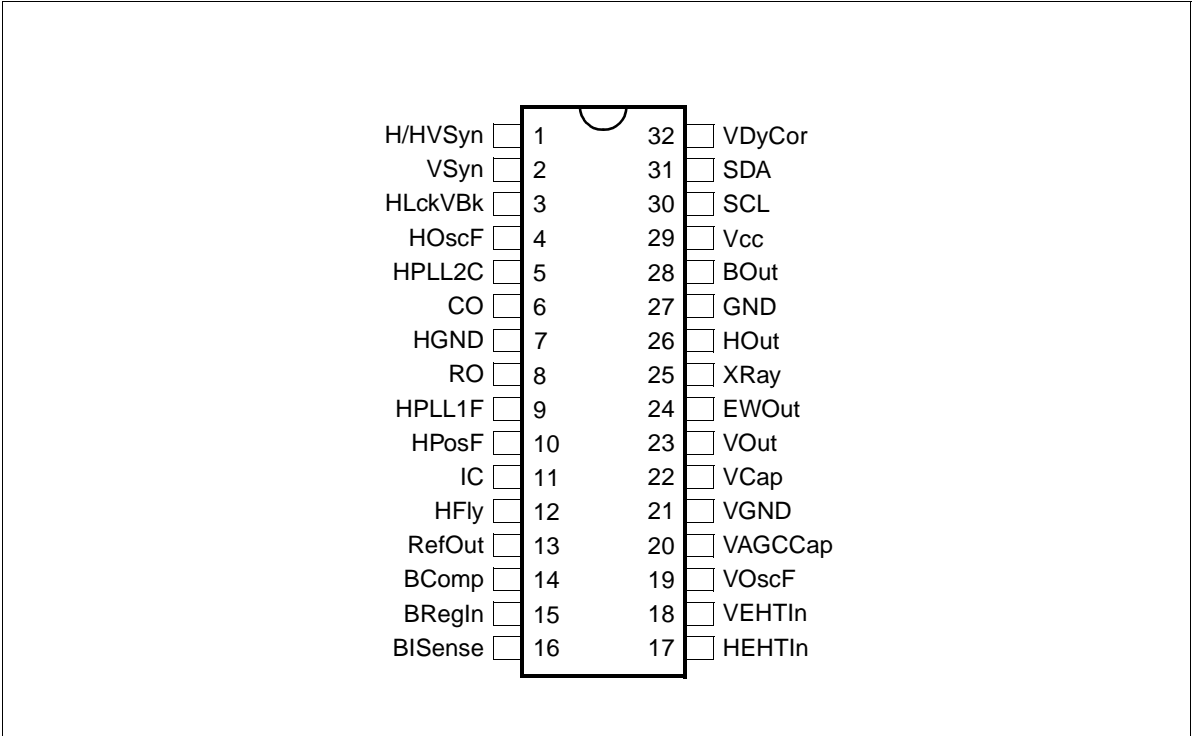 H/HVSyn 1 32 VDyCor
VSyn 2 31 SDA
HLckVBk 3 30 SCL
HOscF 4 29 Vcc
HPLL2C 5 28 BOut
CO 6 27 GND
HGND 7 26 HOut
RO 8 25 XRay
HPLL1F 9 24 EWOut
HPosF 10 23 VOut
IC 11 22 VCap
HFly 12 21 VGND
RefOut 13 20 VAGCCap
BComp 14 19 VOscF
BRegIn 15 18 VEHTIn
BISense 16 17 HEHTIn